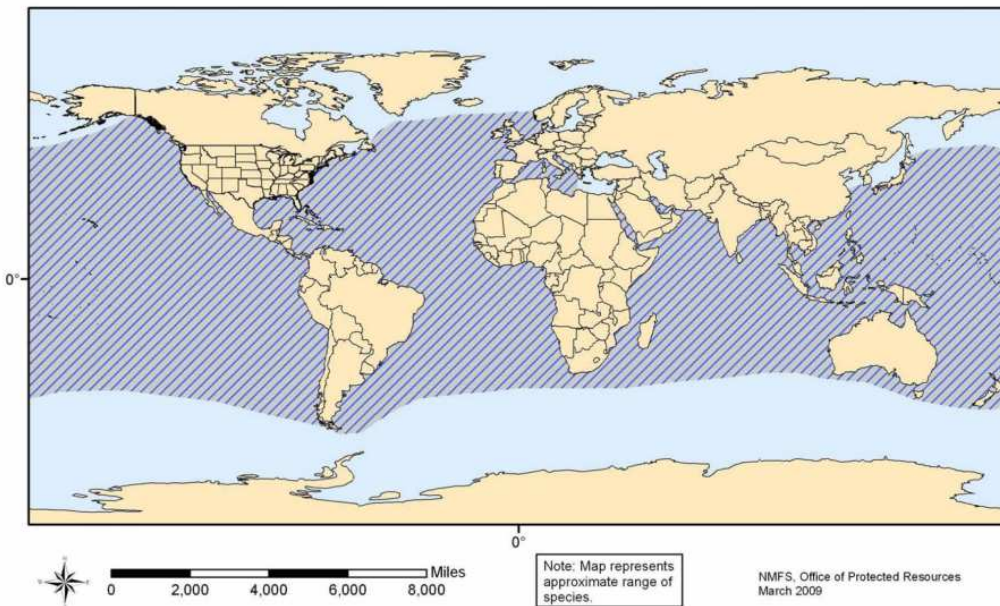 0°
0°
Miles
0 2,000 4,000 6,000 8,000
Note: Map represents
approximate range of
species.
NMFS, Office of Protected Resources
March 2009